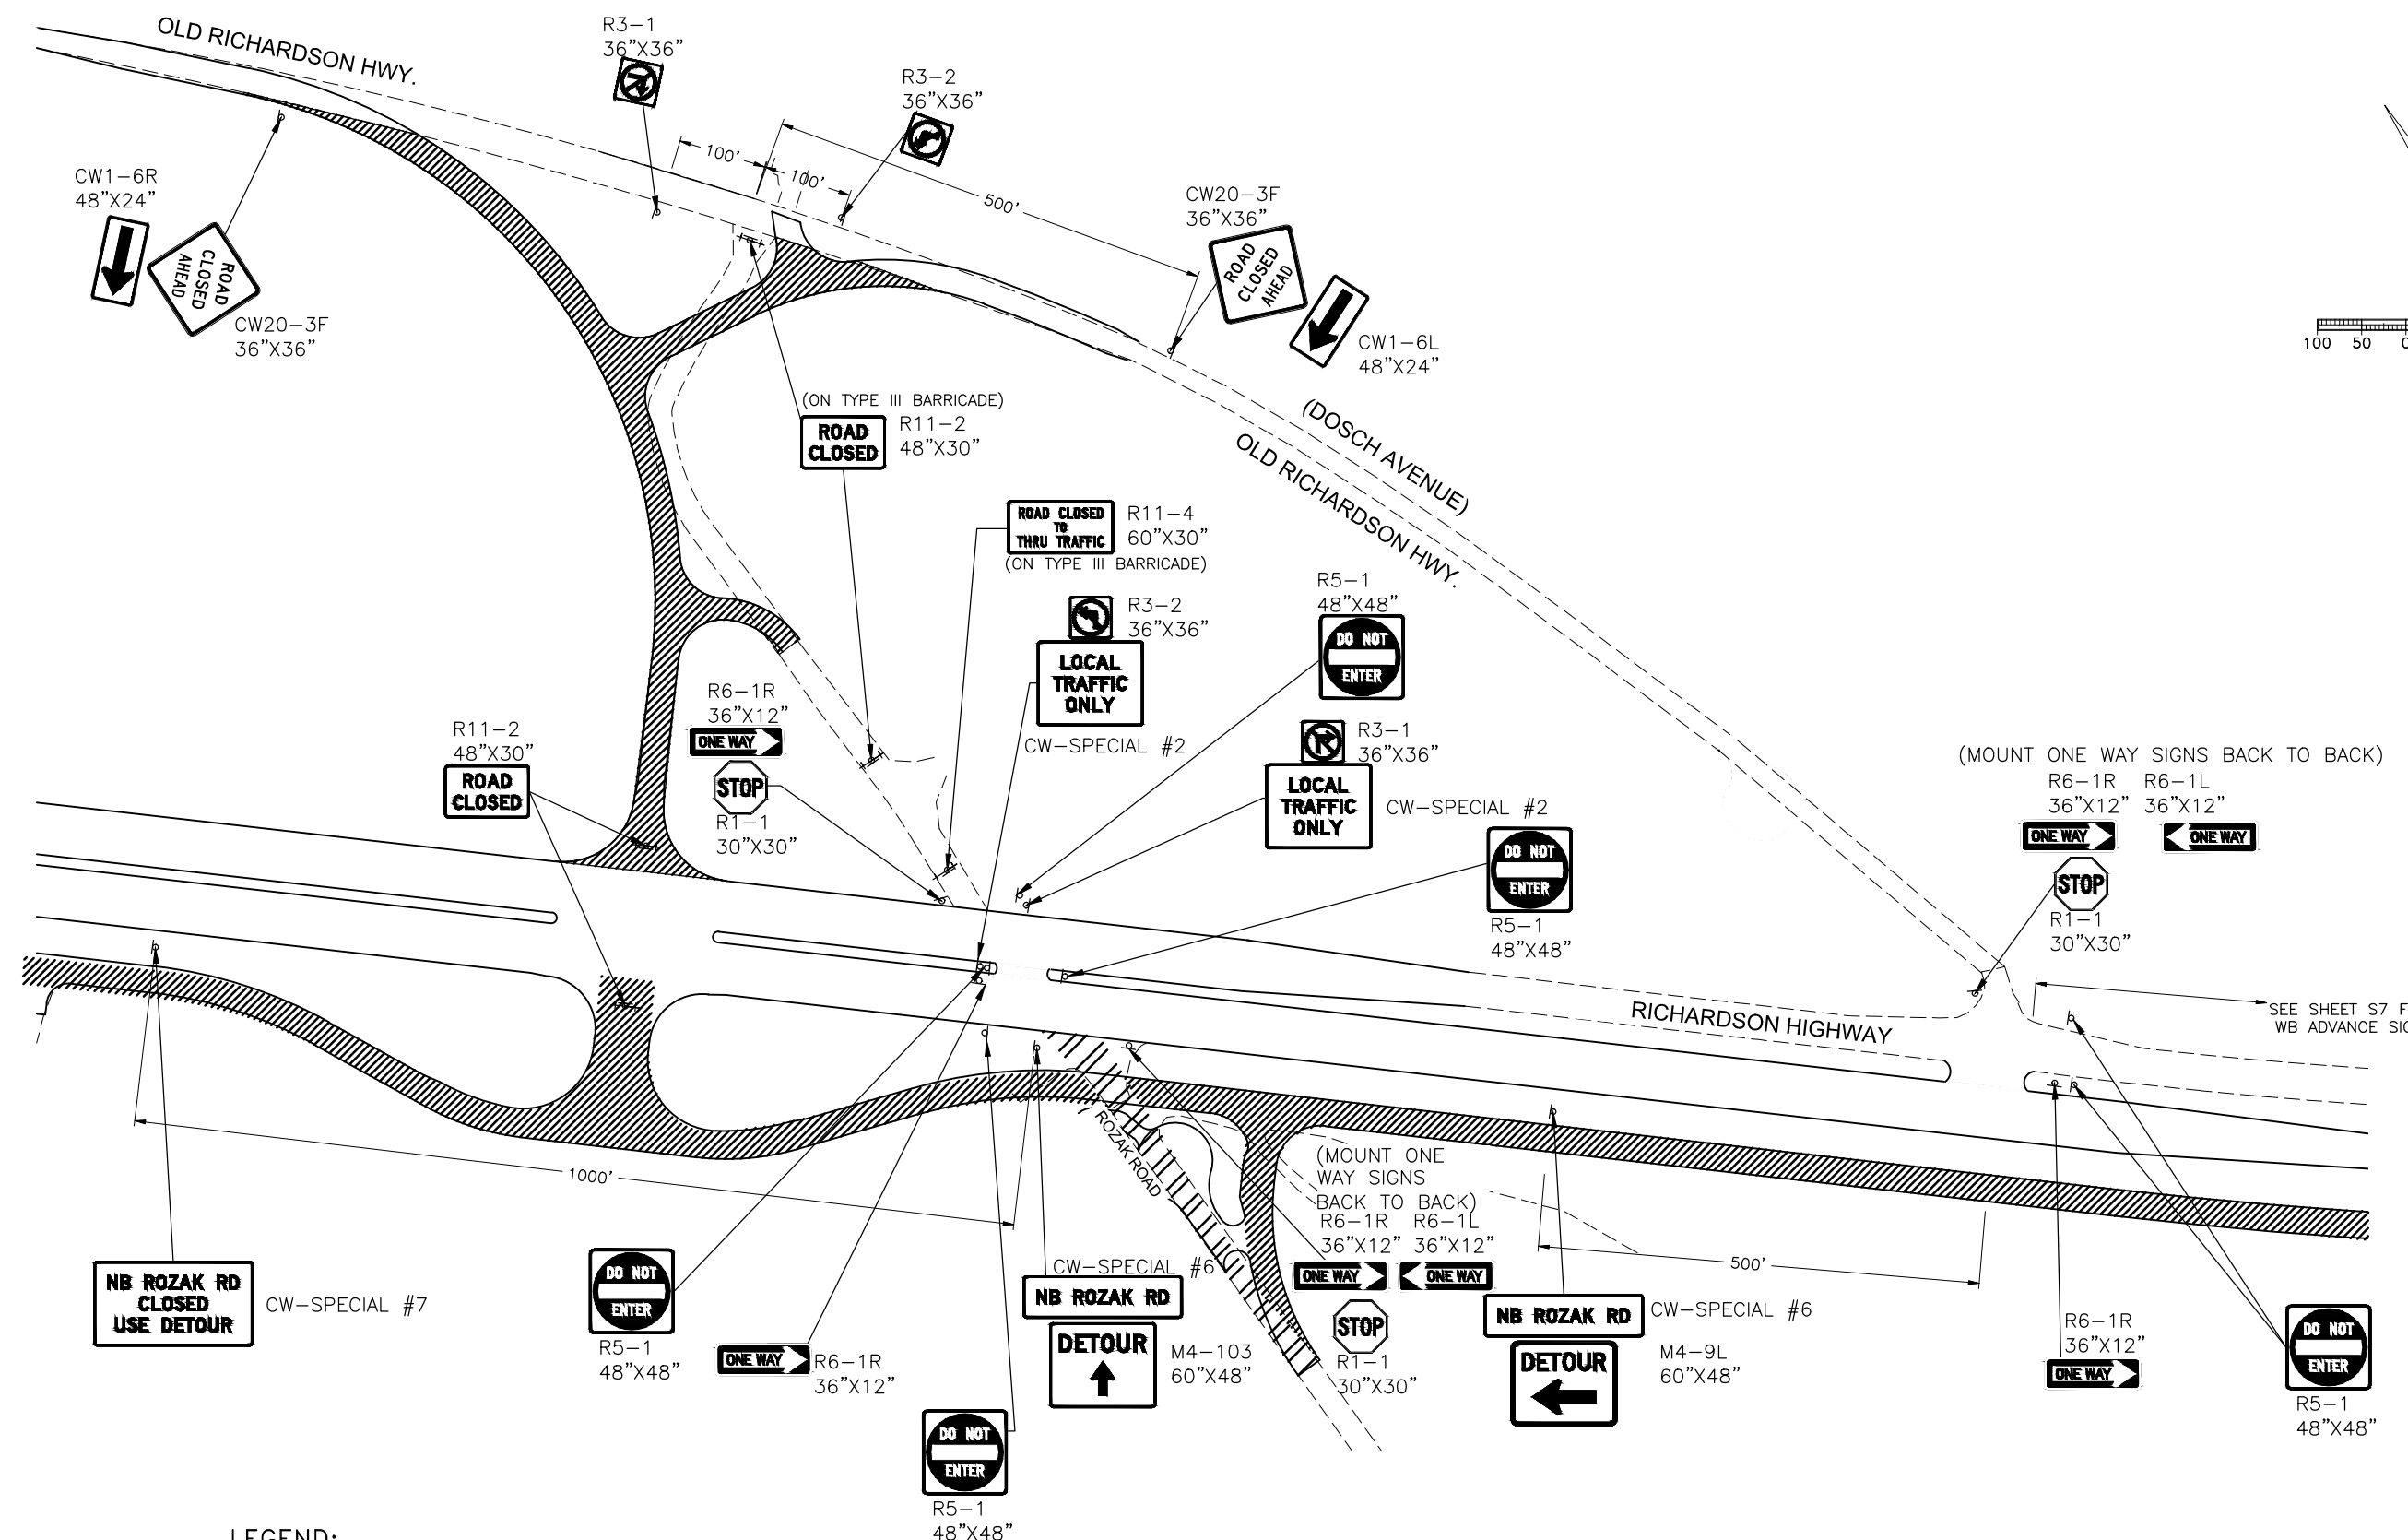 OLD RICHARDSON HWY.
R3-1
36"X36"
R3-2
36"X36"
100'
100'
500'
CW1-6R
48"X24"
ROAD
CLOSED
AHEAD
CW20-3F
36"X36"
CW20-3F
36"X36"
ROAD
CLOSED
AHEAD
CW1-6L
48"X24"
100 50 0
(ON TYPE III BARRICADE)
ROAD
CLOSED
R11-2
48"X30"
(DOSCH AVENUE)
OLD RICHARDSON HWY.
ROAD CLOSED
TO
THRU TRAFFIC
R11-4
60"X30"
(ON TYPE III BARRICADE)
R3-2
36"X36"
LOCAL
TRAFFIC
ONLY
CW-SPECIAL #2
R5-1
48"X48"
DO NOT
ENTER
R6-1R
36"X12"
ONE WAY
STOP
R1-1
30"X30"
R11-2
48"X30"
ROAD
CLOSED
R3-1
36"X36"
LOCAL
TRAFFIC
ONLY
CW-SPECIAL #2
DO NOT
ENTER
R5-1
48"X48"
(MOUNT ONE WAY SIGNS BACK TO BACK)
R6-1R R6-1L
36"X12" 36"X12"
ONE WAY ONE WAY
STOP
R1-1
30"X30"
RICHARDSON HIGHWAY
SEE SHEET S7 F
WB ADVANCE SIG
1000'
ROZAK ROAD
(MOUNT ONE
WAY SIGNS
BACK TO BACK)
R6-1R R6-1L
36"X12" 36"X12"
ONE WAY ONE WAY
STOP
R1-1
30"X30"
500'
NB ROZAK RD
CLOSED
USE DETOUR
CW-SPECIAL #7
DO NOT
ENTER
R5-1
48"X48"
ONE WAY
R6-1R
36"X12"
CW-SPECIAL #6
NB ROZAK RD
DETOUR
M4-103
60"X48"
NB ROZAK RD
CW-SPECIAL #6
DETOUR
M4-9L
60"X48"
R6-1R
36"X12"
ONE WAY
DO NOT
ENTER
R5-1
48"X48"
DO NOT
ENTER
R5-1
48"X48"
LEGEND: